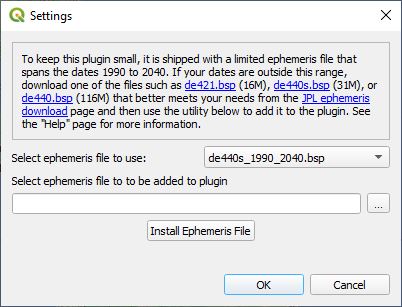 Settings
To keep this plugin small, it is shipped with a limited ephemeris file that
spans the dates 1990 to 2040. If your dates are outside this range,
download one of the files such as de421.bsp (16M), de440s.bsp (31M), or
de440.bsp (116M) that better meets your needs from the JPL ephemeris
download page and then use the utility below to add it to the plugin. See
the "Help" page for more information.
Select ephemeris file to use:
de440s_1990_2040.bsp
Select ephemeris file to to be added to plugin
...
Install Ephemeris File
OK
Cancel